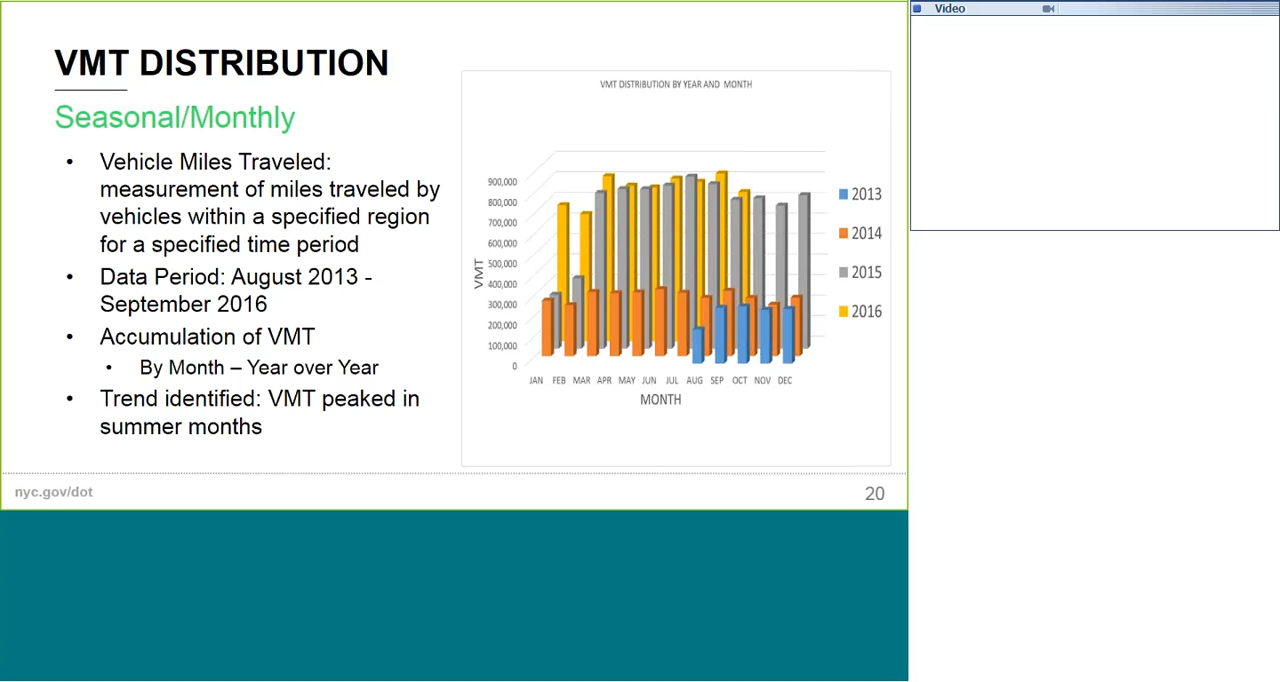 Video
VMT DISTRIBUTION
Seasonal/Monthly
• Vehicle Miles Traveled:
measurement of miles traveled by
vehicles within a specified region
for a specified time period
• Data Period: August 2013 -
September 2016
• Accumulation of VMT
• By Month – Year over Year
• Trend identified: VMT peaked in
summer months
VMT DISTRIBUTION BY YEAR AND MONTH
900,000
800,000
700,000
600,000
500,000
400,000
300,000
200,000
100,000
0
VMT
JAN FEB MAR APR MAY JUN JUL AUG SEP OCT NOV DEC
MONTH
2013
2014
2015
2016
nyc.gov/dot
20